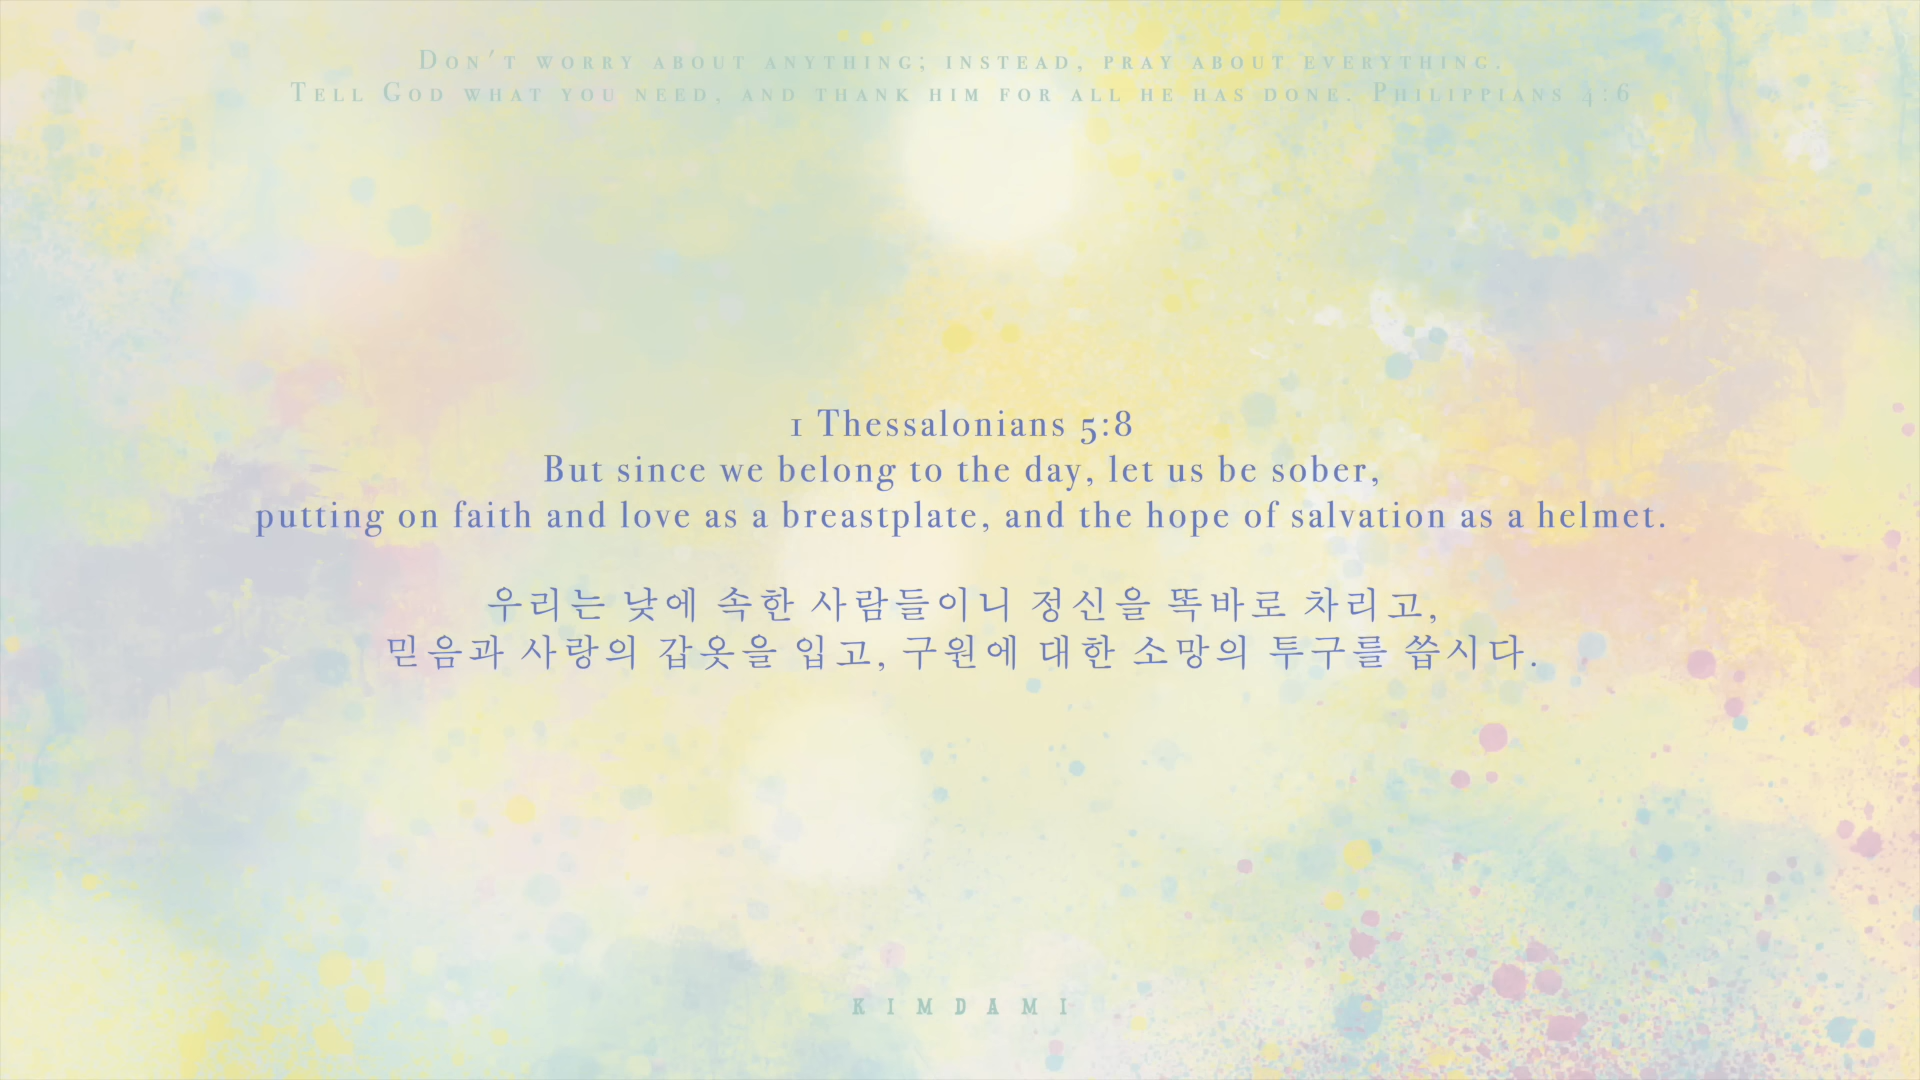 Don't worry about anything; instead, pray about everything.
Tell God what you need, and thank him for all he has done. Philippians 4:6
1 Thessalonians 5:8
But since we belong to the day, let us be sober,
putting on faith and love as a breastplate, and the hope of salvation as a helmet.
우리는 낮에 속한 사람들이니 정신을 똑바로 차리고,
믿음과 사랑의 갑옷을 입고, 구원에 대한 소망의 투구를 씁시다.
KIMDAMI